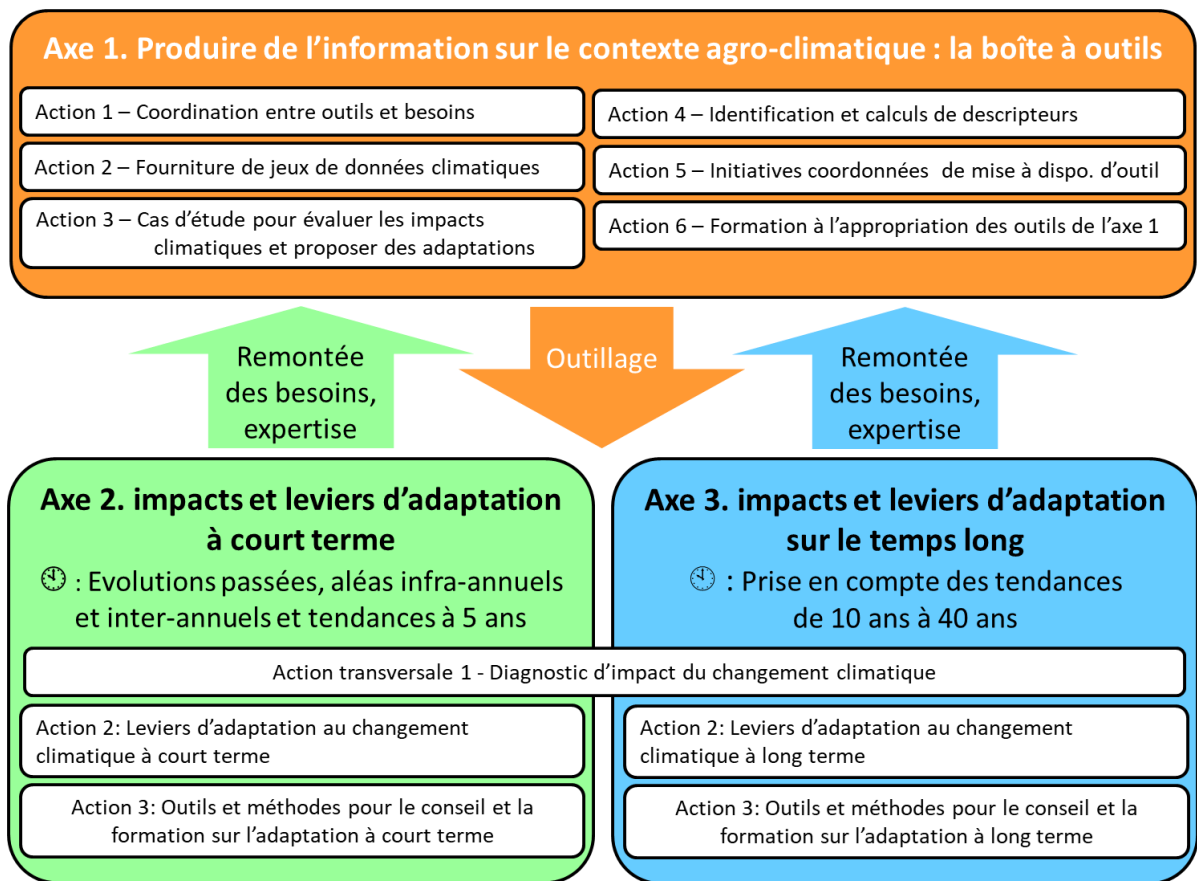 Axe 1. Produire de l’information sur le contexte agro-climatique : la boîte à outils
Action 1 – Coordination entre outils et besoins
Action 2 – Fourniture de jeux de données climatiques
Action 3 – Cas d’étude pour évaluer les impacts
climatiques et proposer des adaptations
Action 4 – Identification et calculs de descripteurs
Action 5 – Initiatives coordonnées de mise à dispo. d’outil
Action 6 – Formation à l’appropriation des outils de l’axe 1
Remontée
des besoins,
expertise
Outillage
Remontée
des besoins,
expertise
Axe 2. impacts et leviers d’adaptation
à court terme
: Evolutions passées, aléas infra-annuels
et inter-annuels et tendances à 5 ans
Axe 3. impacts et leviers d’adaptation
sur le temps long
: Prise en compte des tendances
de 10 ans à 40 ans
Action transversale 1 - Diagnostic d’impact du changement climatique
Action 2: Leviers d’adaptation au changement
climatique à court terme
Action 3: Outils et méthodes pour le conseil et la
formation sur l’adaptation à court terme
Action 2: Leviers d’adaptation au changement
climatique à long terme
Action 3: Outils et méthodes pour le conseil et la
formation sur l’adaptation à long terme